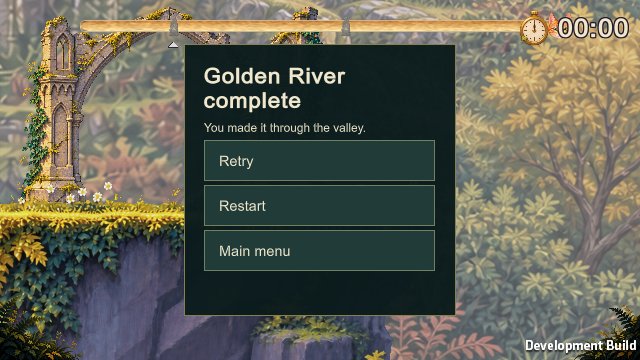 00:00
Golden River
complete
You made it through the valley.
Retry
Restart
Main menu
Development Build